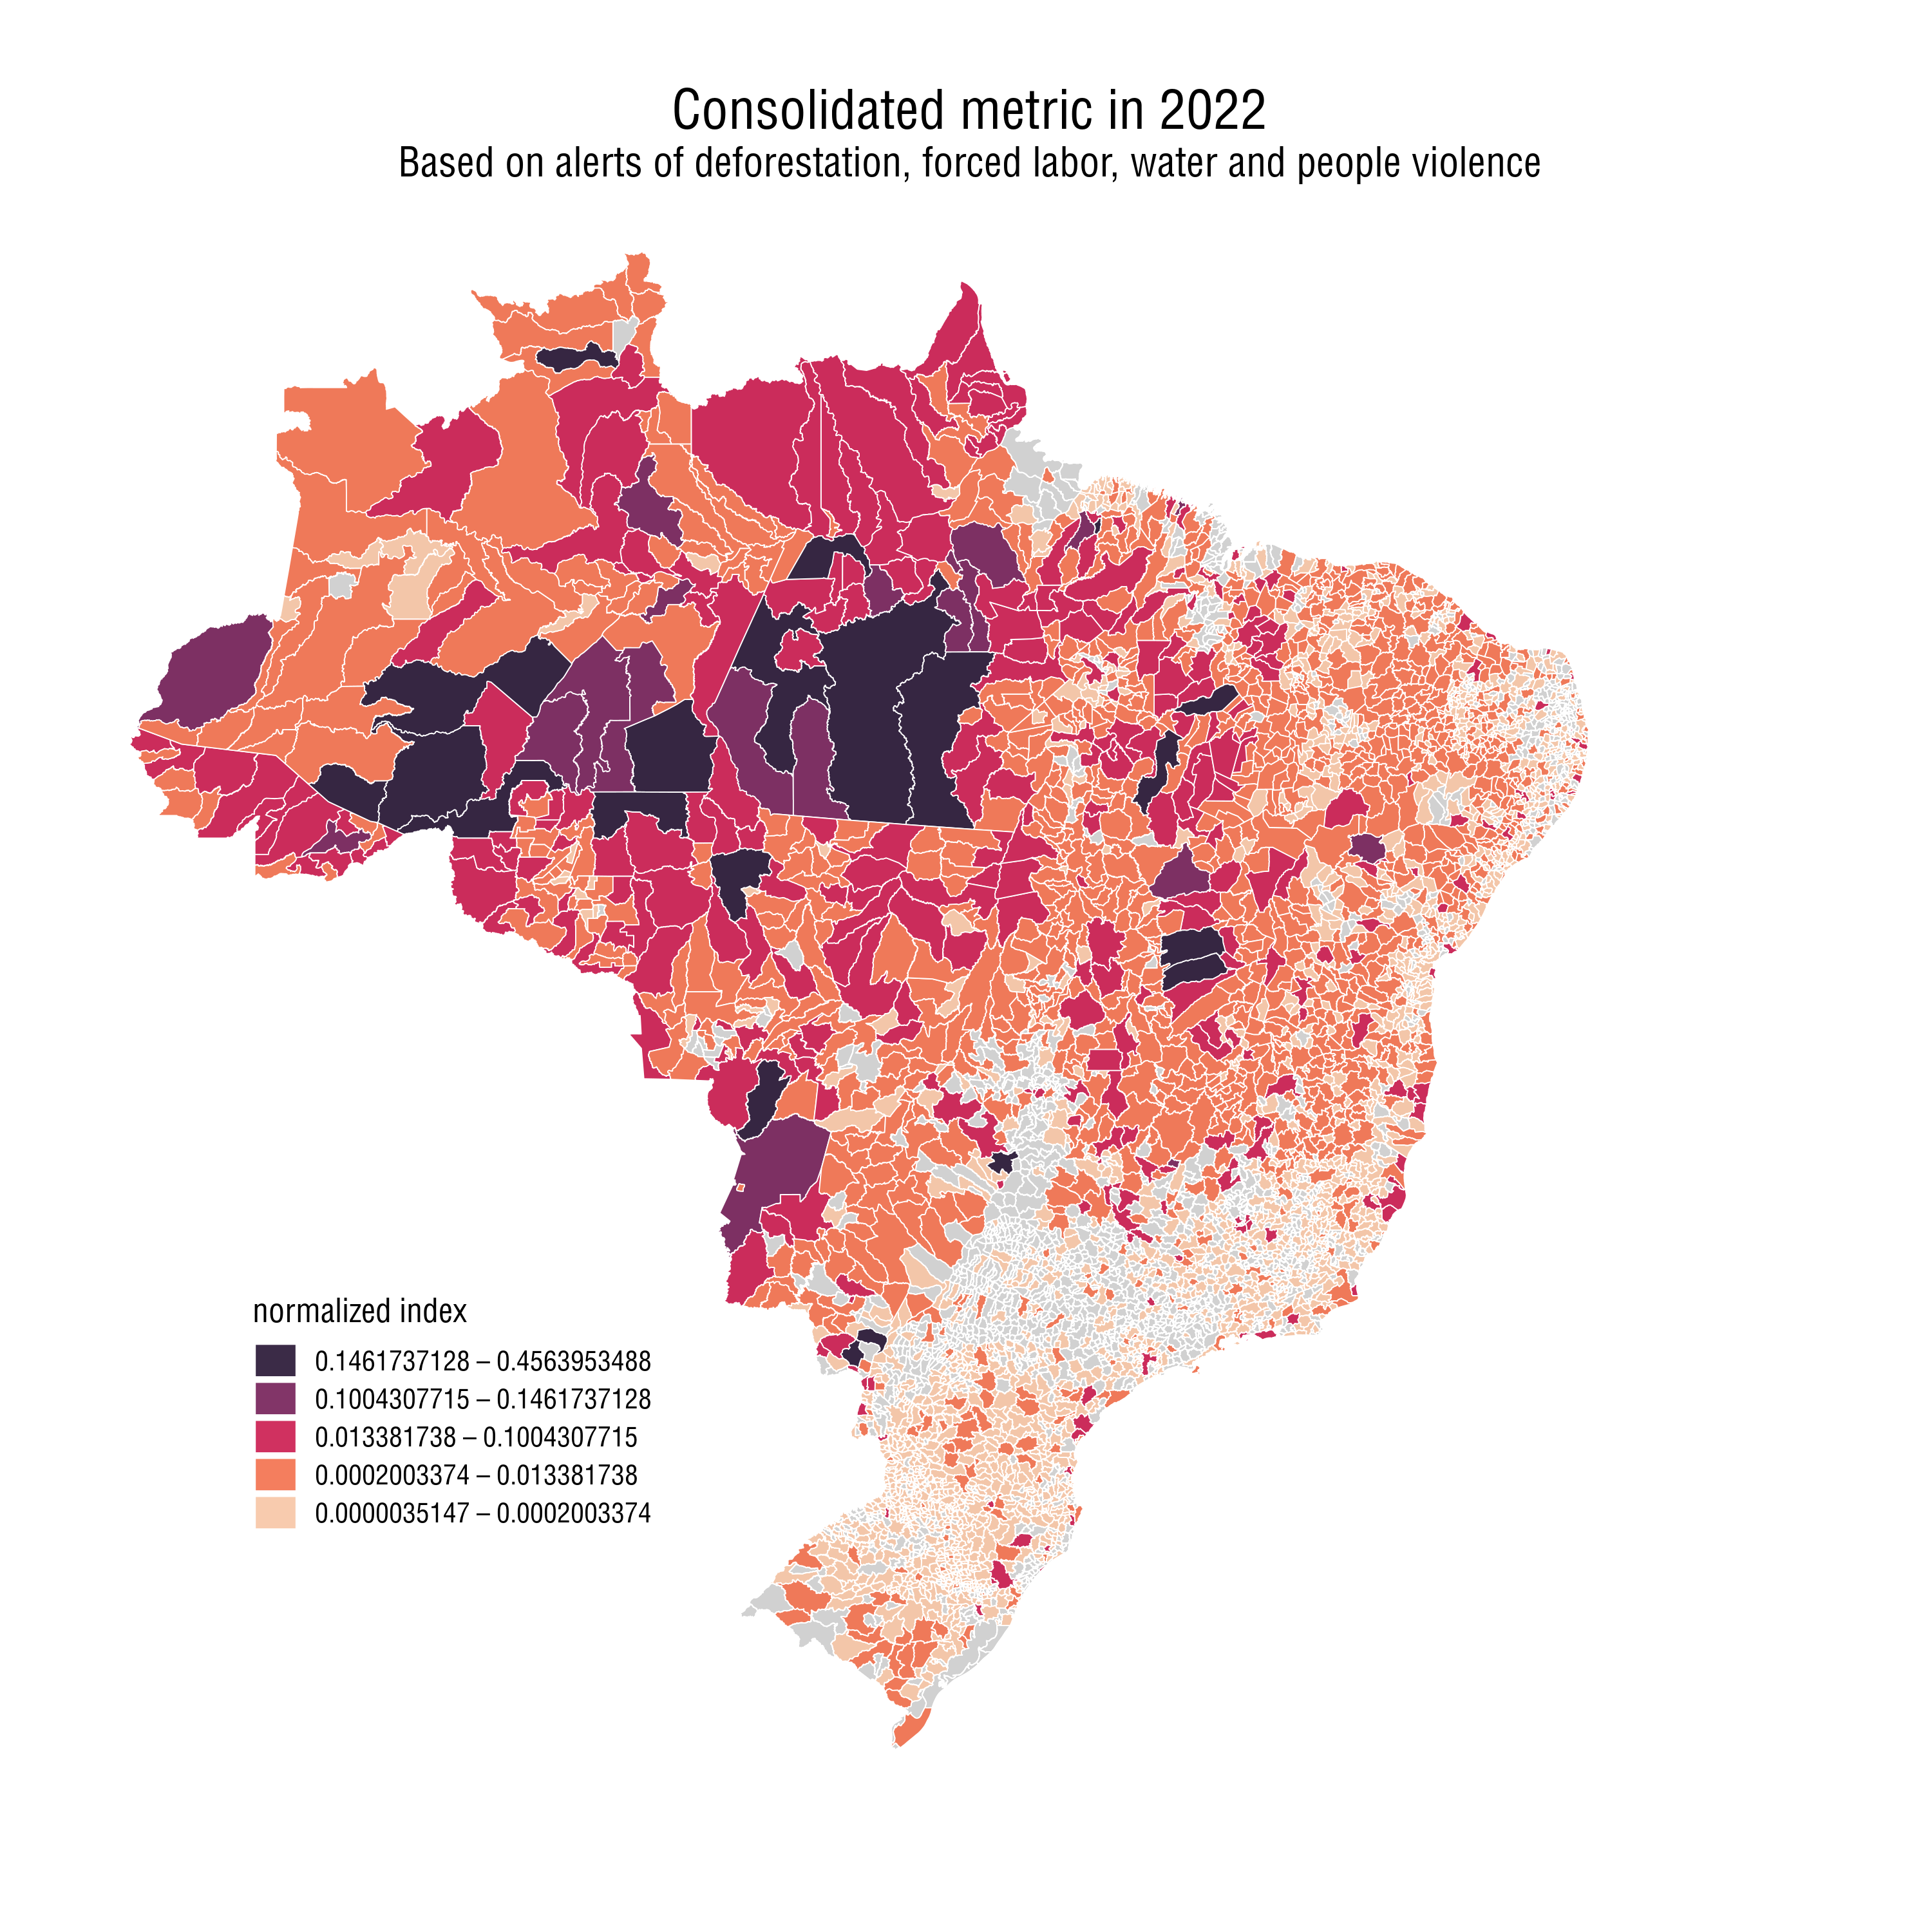 Consolidated metric in 2022
Based on alerts of deforestation, forced labor, water and people violence
normalized index
0.1461737128 – 0.4563953488
0.1004307715 – 0.1461737128
0.013381738 – 0.1004307715
0.0002003374 – 0.013381738
0.0000035147 – 0.0002003374